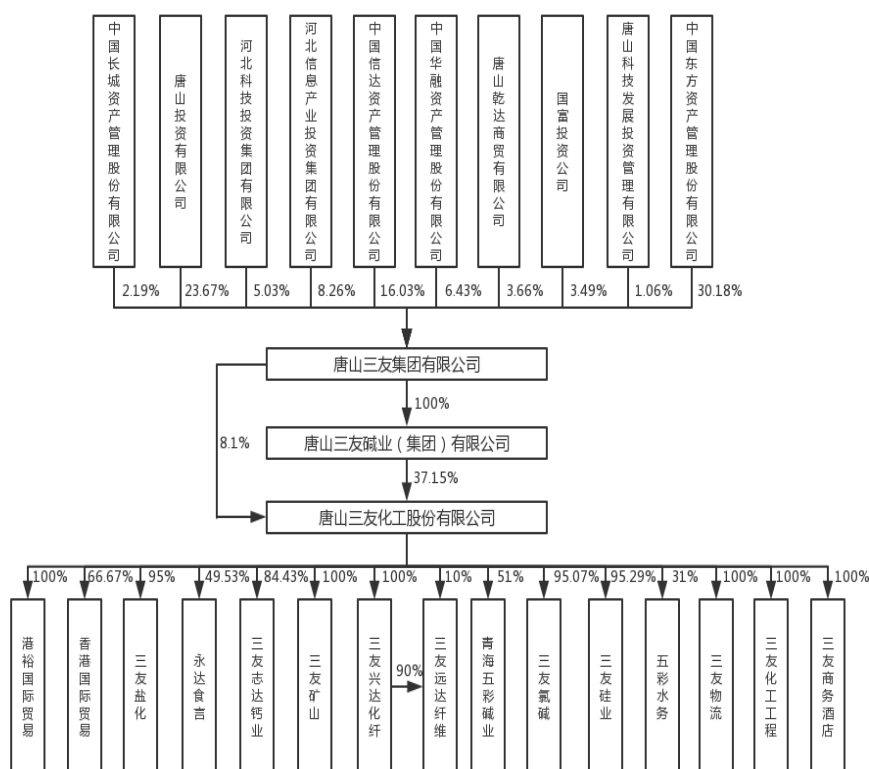 中国长城资产管理股份有限公司
唐山投资有限公司
河北科技投资集团有限公司
河北信息产业投资集团有限公司
中国信达资产管理股份有限公司
中国华融资产管理股份有限公司
唐山乾达商贸有限公司
国富投资公司
唐山科技发展投资管理有限公司
中国东方资产管理股份有限公司
2.19%
23.67%
5.03%
8.26%
16.03%
6.43%
3.66%
3.49%
1.06%
30.18%
唐山三友集团有限公司
100%
8.1%
唐山三友碱业（集团）有限公司
37.15%
唐山三友化工股份有限公司
100%
66.67%
95%
49.53%
84.43%
100%
100%
10%
51%
95.07%
95.29%
31%
100%
100%
100%
港裕国际贸易
香港国际贸易
三友盐化
永达食言
三友志达钙业
三友矿山
三友兴达化纤
90%
三友远达纤维
青海五彩碱业
三友氯碱
三友硅业
五彩水务
三友物流
三友化工工程
三友商务酒店